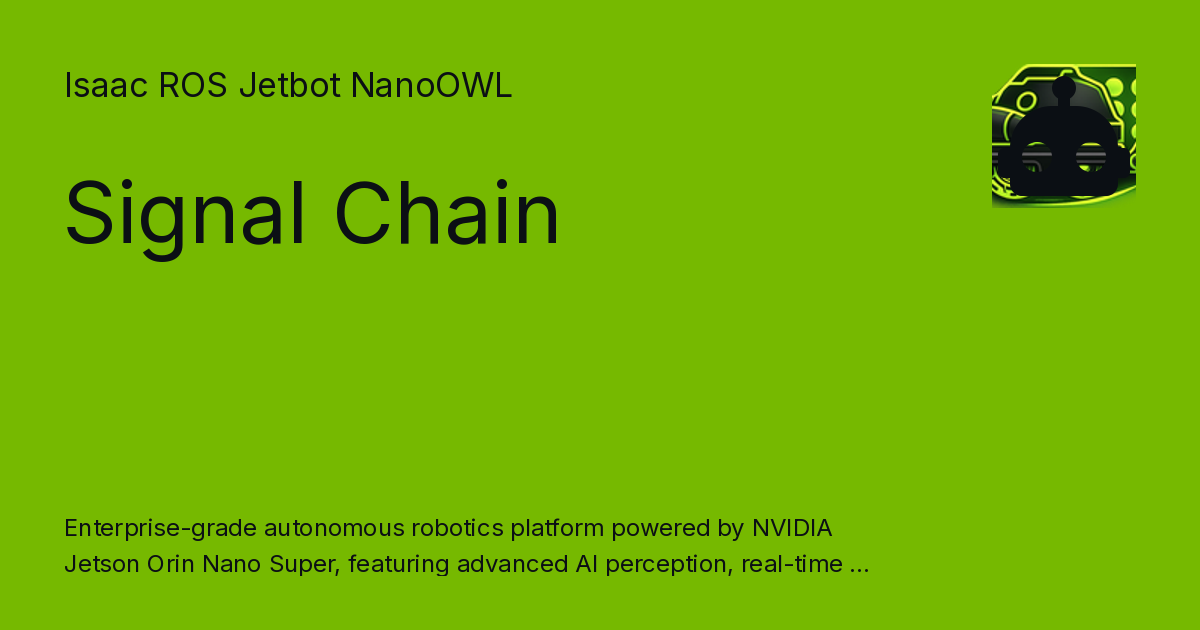 Isaac ROS Jetbot NanoOWL
Signal Chain
Enterprise-grade autonomous robotics platform powered by NVIDIA
Jetson Orin Nano Super, featuring advanced AI perception, real-time ...